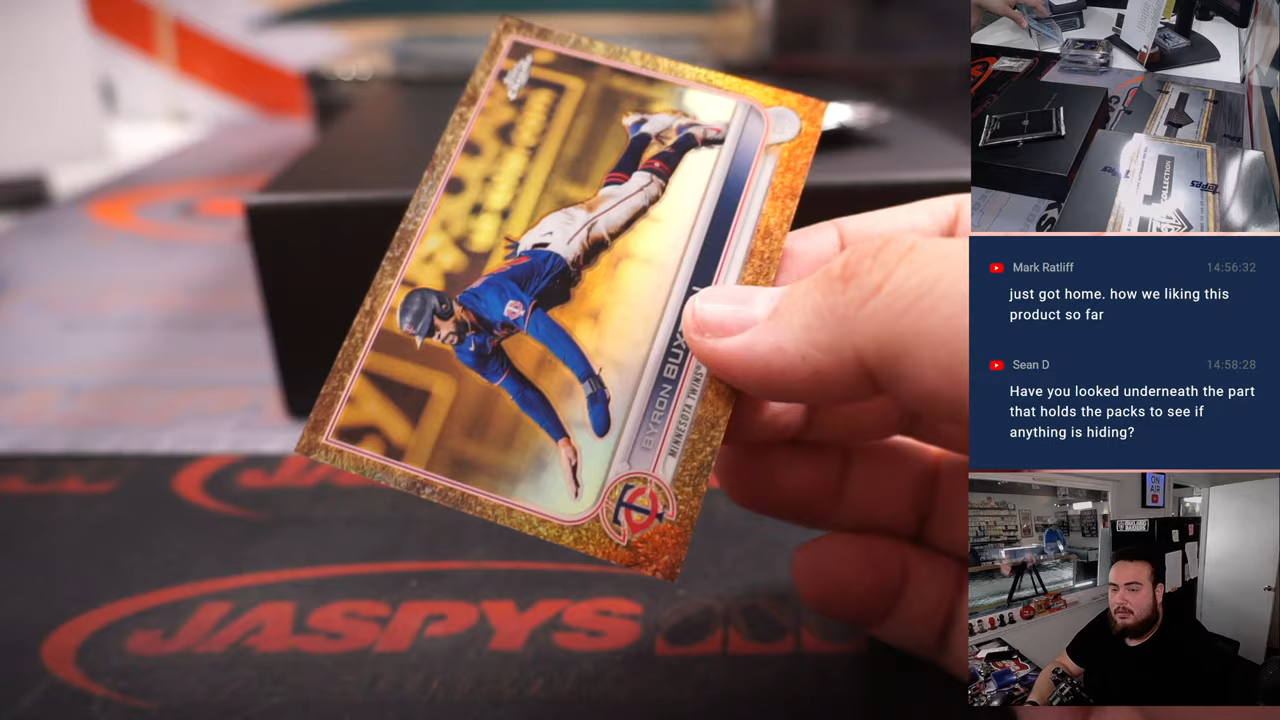 BYRON BUX
MINNESOTA TWINS
JASPYS
Mark Ratliff
14:56:32
just got home. how we liking this
product so far
Sean D
14:58:28
Have you looked underneath the part
that holds the packs to see if
anything is hiding?
COLLECTION
TOPPS
ON
AIR